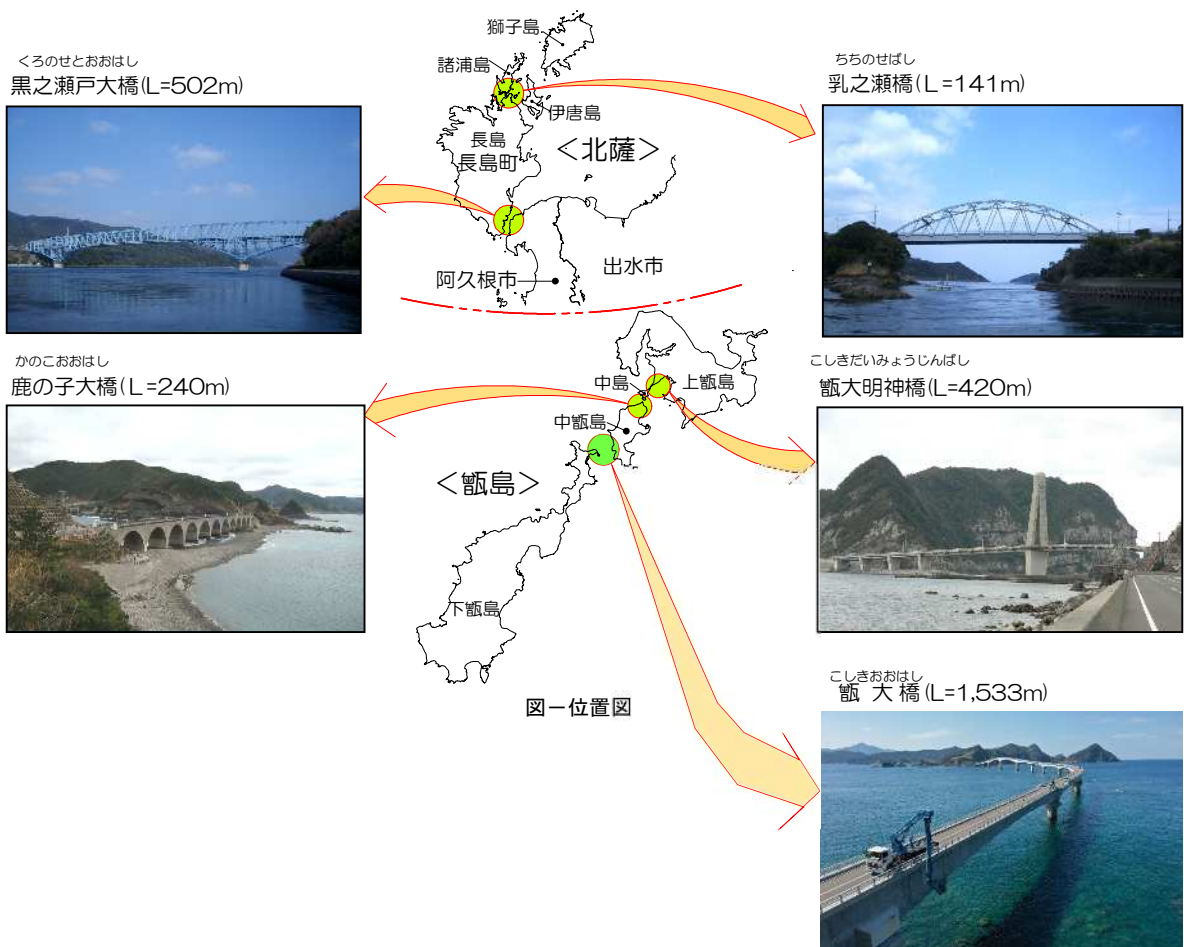 くろのせとおおはし
黒之瀬戸大橋(L=502m)
獅子島
諸浦島
伊唐島
長島
長島町
<北薩>
阿久根市
出水市
ちちのせばし
乳之瀬橋(L=141m)
かのこおおはし
鹿の子大橋(L=240m)
中島
上甑島
中甑島
<甑島>
下甑島
こしきだいみょうじんばし
甑大明神橋(L=420m)
図ー位置図
こしきおおはし
甑 大 橋(L=1,533m)